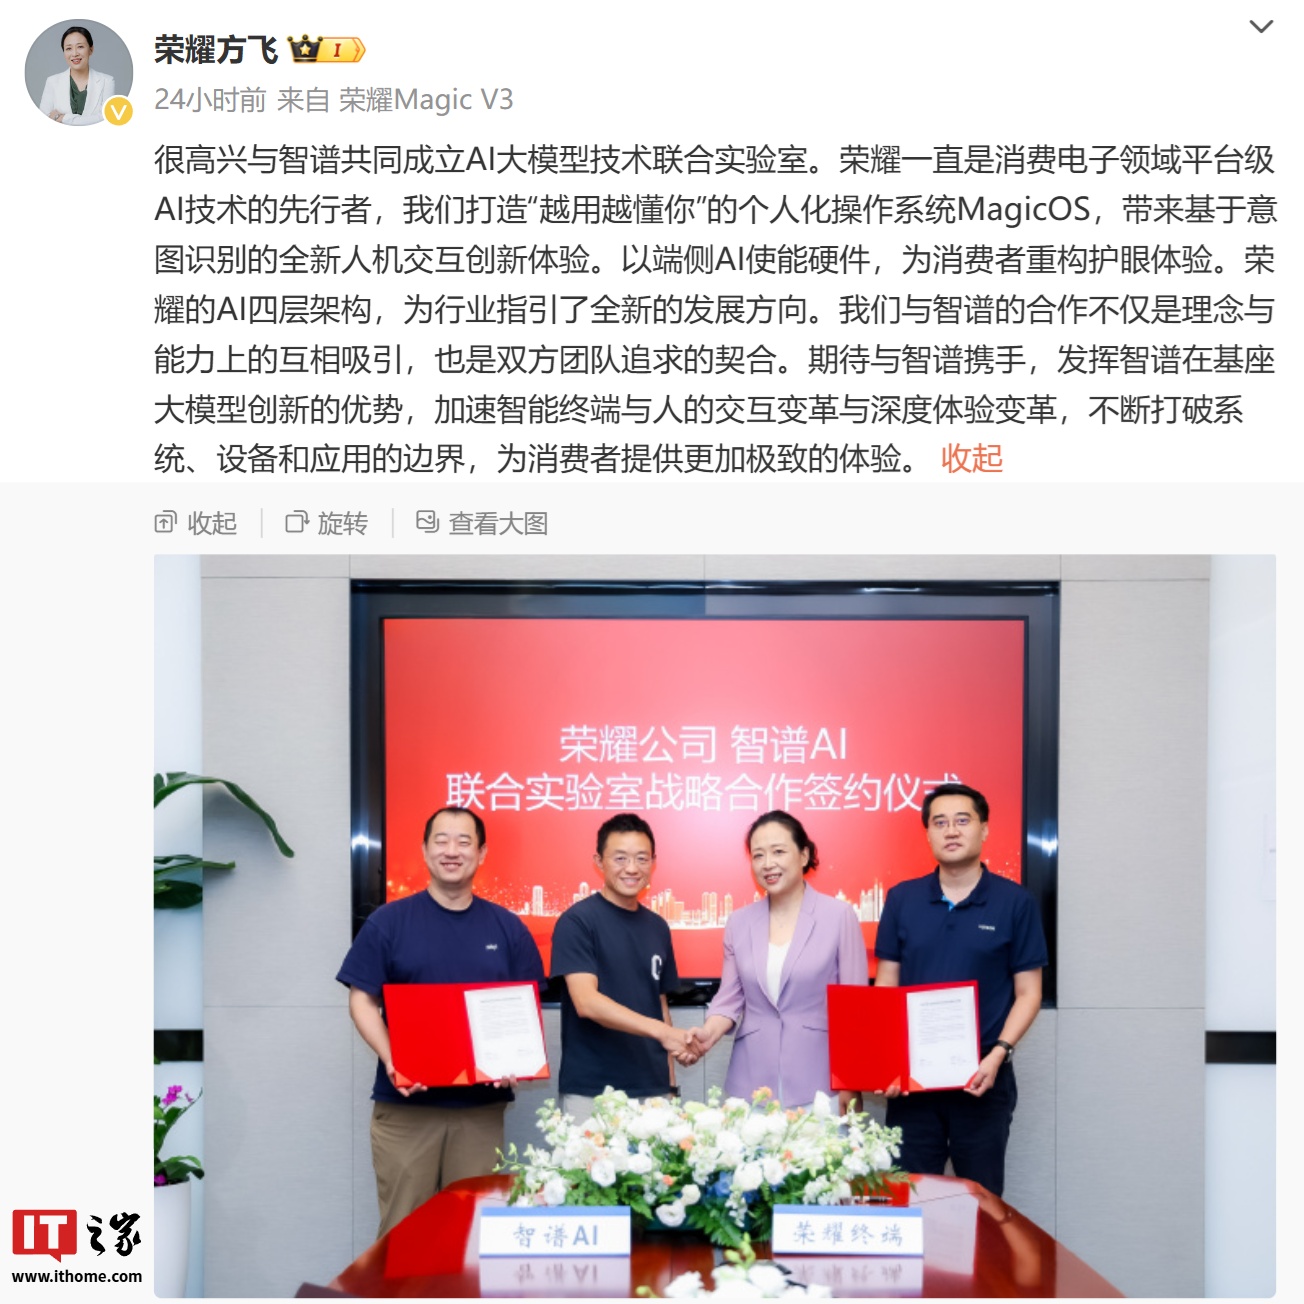 荣耀方飞
I
V
24小时前 来自 荣耀Magic V3
很高兴与智谱共同成立AI大模型技术联合实验室。荣耀一直是消费电子领域平台级
AI技术的先行者，我们打造“越用越懂你”的个人化操作系统MagicOS，带来基于意
图识别的全新人机交互创新体验。以端侧AI使能硬件，为消费者重构护眼体验。荣
耀的AI四层架构，为行业指引了全新的发展方向。我们与智谱的合作不仅是理念与
能力上的互相吸引，也是双方团队追求的契合。期待与智谱携手，发挥智谱在基座
大模型创新的优势，加速智能终端与人的交互变革与深度体验变革，不断打破系
统、设备和应用的边界，为消费者提供更加极致的体验。 收起
收起 旋转 查看大图
荣耀公司 智谱AI
联合实验室战略合作签约仪式
智谱AI
荣耀终端
IT之家
www.ithome.com